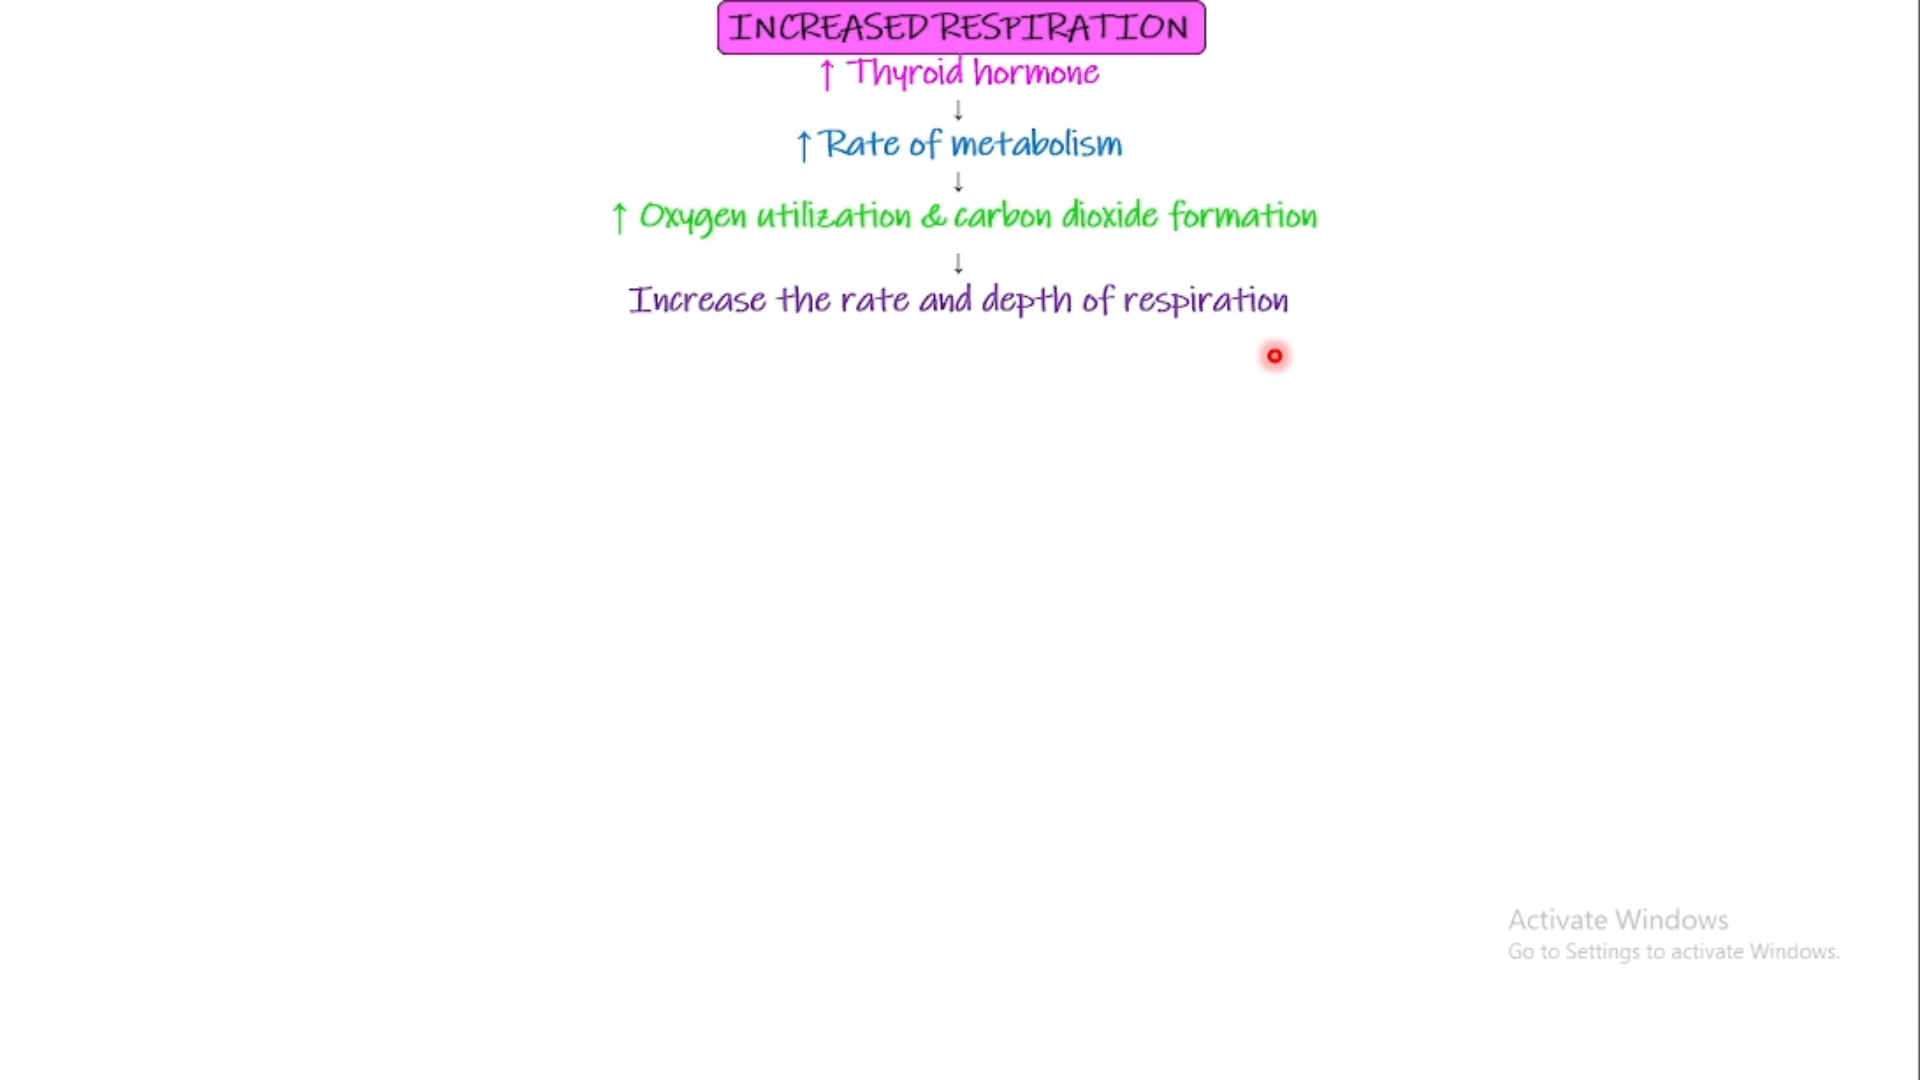 INCREASED RESPIRATION
↑ Thyroid hormone
↓
↑ Rate of metabolism
↓
↑ Oxygen utilization & carbon dioxide formation
↓
Increase the rate and depth of respiration
Activate Windows
Go to Settings to activate Windows.